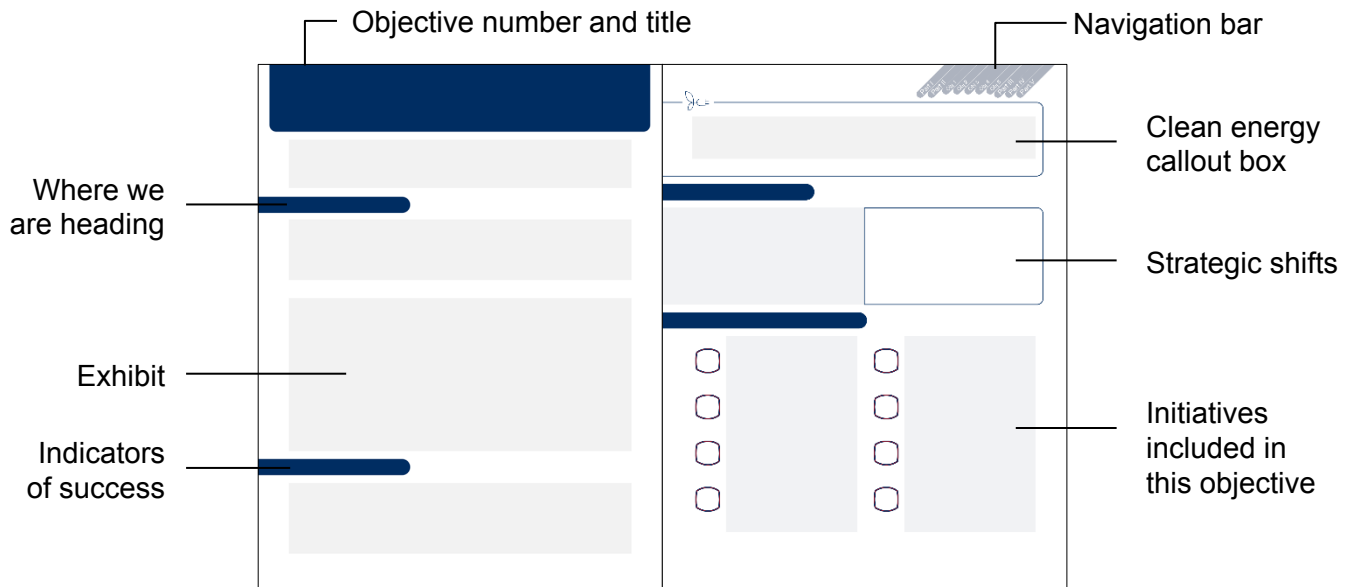 Objective number and title
Navigation bar
Clean energy
callout box
Where we
are heading
Strategic shifts
Exhibit
Initiatives
included in
this objective
Indicators
of success